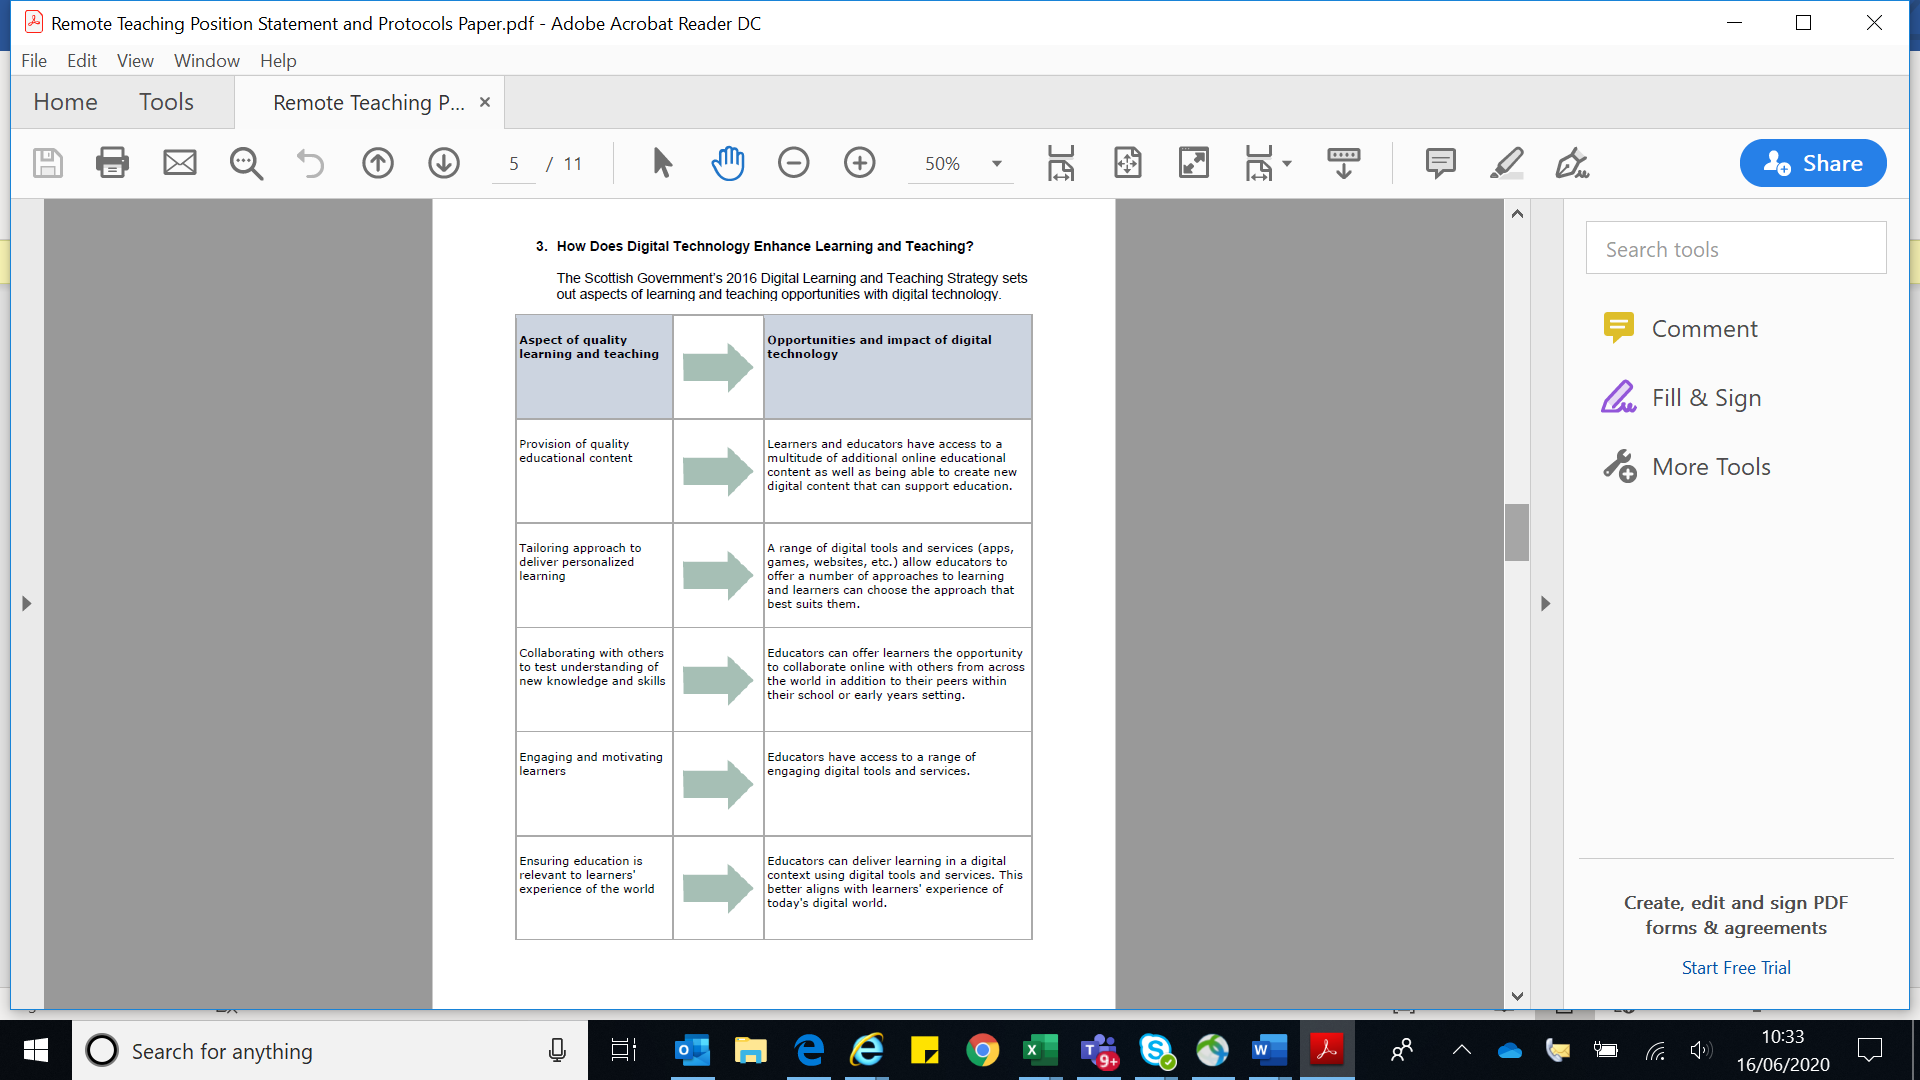 Remote Teaching Position Statement and Protocols Paper.pdf - Adobe Acrobat Reader DC
File Edit View Window Help
Home Tools Remote Teaching P... ×
5 / 11 50% Share
3. How Does Digital Technology Enhance Learning and Teaching?
The Scottish Government's 2016 Digital Learning and Teaching Strategy sets
out aspects of learning and teaching opportunities with digital technology.
Aspect of quality
learning and teaching
Opportunities and impact of digital
technology
Provision of quality
educational content
Learners and educators have access to a
multitude of additional online educational
content as well as being able to create new
digital content that can support education.
Tailoring approach to
deliver personalized
learning
A range of digital tools and services (apps,
games, websites, etc.) allow educators to
offer a number of approaches to learning
and learners can choose the approach that
best suits them.
Collaborating with others
to test understanding of
new knowledge and skills
Educators can offer learners the opportunity
to collaborate online with others from across
the world in addition to their peers within
their school or early years setting.
Engaging and motivating
learners
Educators have access to a range of
engaging digital tools and services.
Ensuring education is
relevant to learners'
experience of the world
Educators can deliver learning in a digital
context using digital tools and services. This
better aligns with learners' experience of
today's digital world.
Search tools
Comment
Fill & Sign
More Tools
Create, edit and sign PDF
forms & agreements
Start Free Trial
Search for anything
9+
10:33
16/06/2020